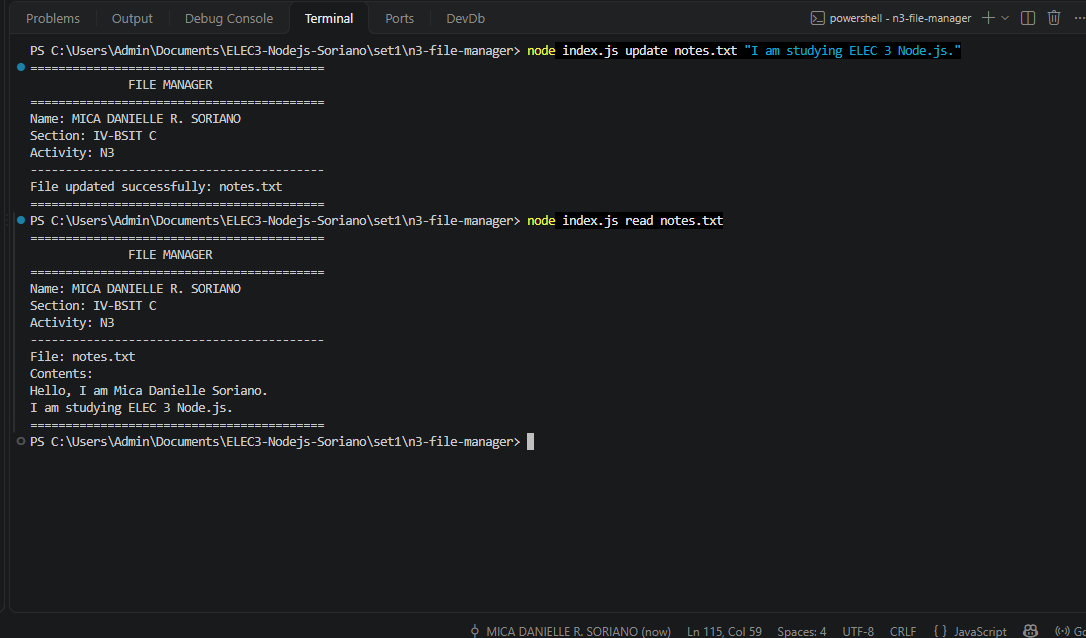 Problems Output Debug Console Terminal Ports DevDb powershell - n3-file-manager
PS C:\Users\Admin\Documents\ELEC3-Nodejs-Soriano\set1\n3-file-manager> node index.js update notes.txt "I am studying ELEC 3 Node.js."
==========================================
FILE MANAGER
==========================================
Name: MICA DANIELLE R. SORIANO
Section: IV-BSIT C
Activity: N3
------------------------------------------
File updated successfully: notes.txt
==========================================
PS C:\Users\Admin\Documents\ELEC3-Nodejs-Soriano\set1\n3-file-manager> node index.js read notes.txt
==========================================
FILE MANAGER
==========================================
Name: MICA DANIELLE R. SORIANO
Section: IV-BSIT C
Activity: N3
------------------------------------------
File: notes.txt
Contents:
Hello, I am Mica Danielle Soriano.
I am studying ELEC 3 Node.js.
==========================================
PS C:\Users\Admin\Documents\ELEC3-Nodejs-Soriano\set1\n3-file-manager>
MICA DANIELLE R. SORIANO (now) Ln 115, Col 59 Spaces: 4 UTF-8 CRLF { } JavaScript